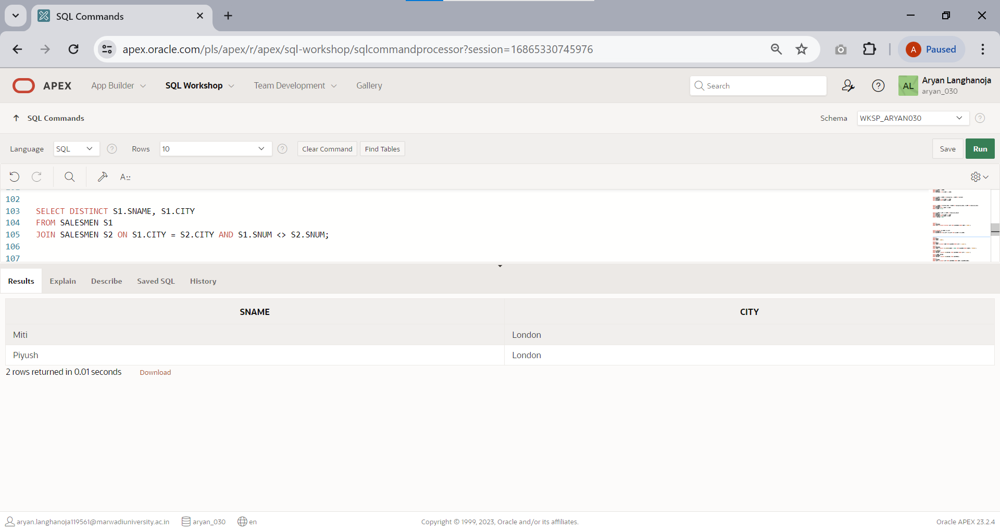 SQL Commands
apex.oracle.com/pls/apex/r/apex/sql-workshop/sqlcommandprocessor?session=16865330745976
A Paused
APEX App Builder SQL Workshop Team Development Gallery Search AL Aryan Langhanoja
aryan_030
SQL Commands Schema WKSP_ARYAN030
Language SQL Rows 10 Clear Command Find Tables Save Run
102
103 SELECT DISTINCT S1.SNAME, S1.CITY
104 FROM SALESMEN S1
105 JOIN SALESMEN S2 ON S1.CITY = S2.CITY AND S1.SNUM <> S2.SNUM;
106
107
Results Explain Describe Saved SQL History
SNAME CITY
Miti London
Piyush London
2 rows returned in 0.01 seconds Download
aryan.langhanoja119561@marwadiuniversity.ac.in aryan_030 en Copyright © 1999, 2023, Oracle and/or its affiliates. Oracle APEX 23.2.4